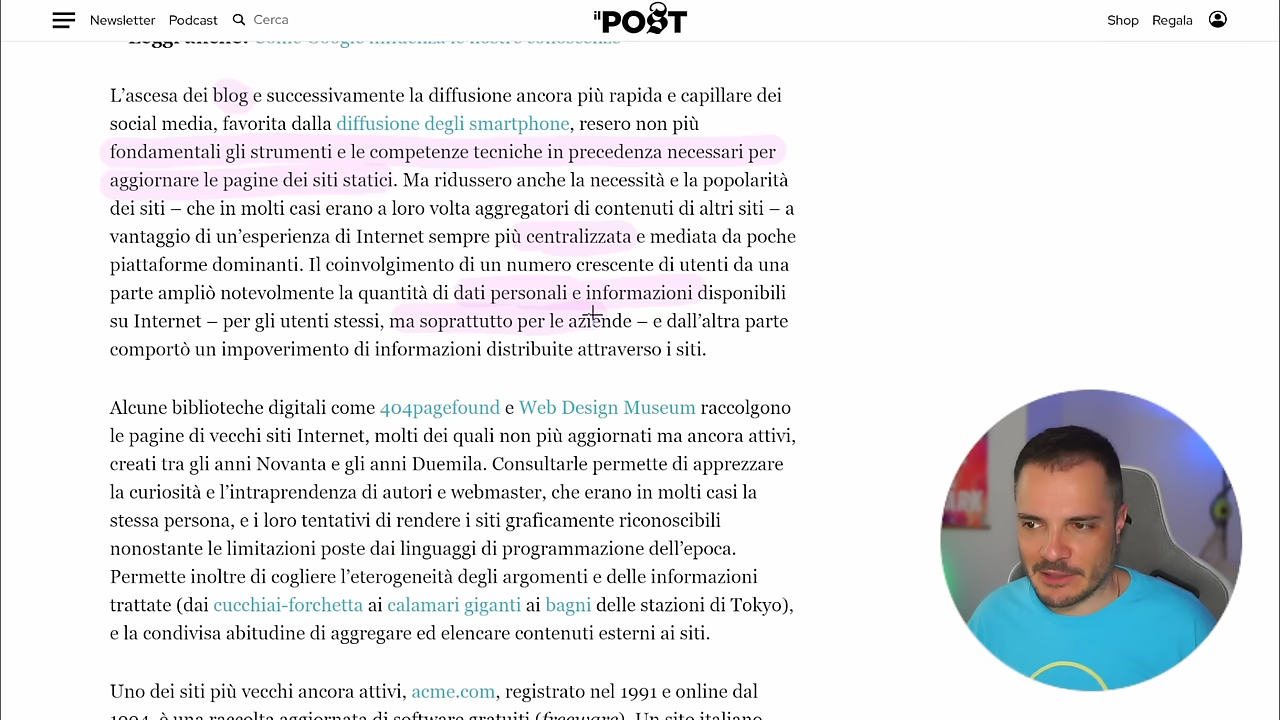 Newsletter Podcast Cerca il POST Shop Regala
Leggi anche: Come Google influenza le nostre conoscenze
L’ascesa dei blog e successivamente la diffusione ancora più rapida e capillare dei
social media, favorita dalla diffusione degli smartphone, resero non più
fondamentali gli strumenti e le competenze tecniche in precedenza necessari per
aggiornare le pagine dei siti statici. Ma ridussero anche la necessità e la popolarità
dei siti – che in molti casi erano a loro volta aggregatori di contenuti di altri siti – a
vantaggio di un’esperienza di Internet sempre più centralizzata e mediata da poche
piattaforme dominanti. Il coinvolgimento di un numero crescente di utenti da una
parte ampliò notevolmente la quantità di dati personali e informazioni disponibili
su Internet – per gli utenti stessi, ma soprattutto per le aziende – e dall’altra parte
comportò un impoverimento di informazioni distribuite attraverso i siti.
Alcune biblioteche digitali come 404pagefound e Web Design Museum raccolgono
le pagine di vecchi siti Internet, molti dei quali non più aggiornati ma ancora attivi,
creati tra gli anni Novanta e gli anni Duemila. Consultarle permette di apprezzare
la curiosità e l’intraprendenza di autori e webmaster, che erano in molti casi la
stessa persona, e i loro tentativi di rendere i siti graficamente riconoscibili
nonostante le limitazioni poste dai linguaggi di programmazione dell’epoca.
Permette inoltre di cogliere l’eterogeneità degli argomenti e delle informazioni
trattate (dai cucchiai-forchetta ai calamari giganti ai bagni delle stazioni di Tokyo),
e la condivisa abitudine di aggregare ed elencare contenuti esterni ai siti.
Uno dei siti più vecchi ancora attivi, acme.com, registrato nel 1991 e online dal
1994, è una raccolta aggiornata di software gratuiti (freeware). Un sito italiano